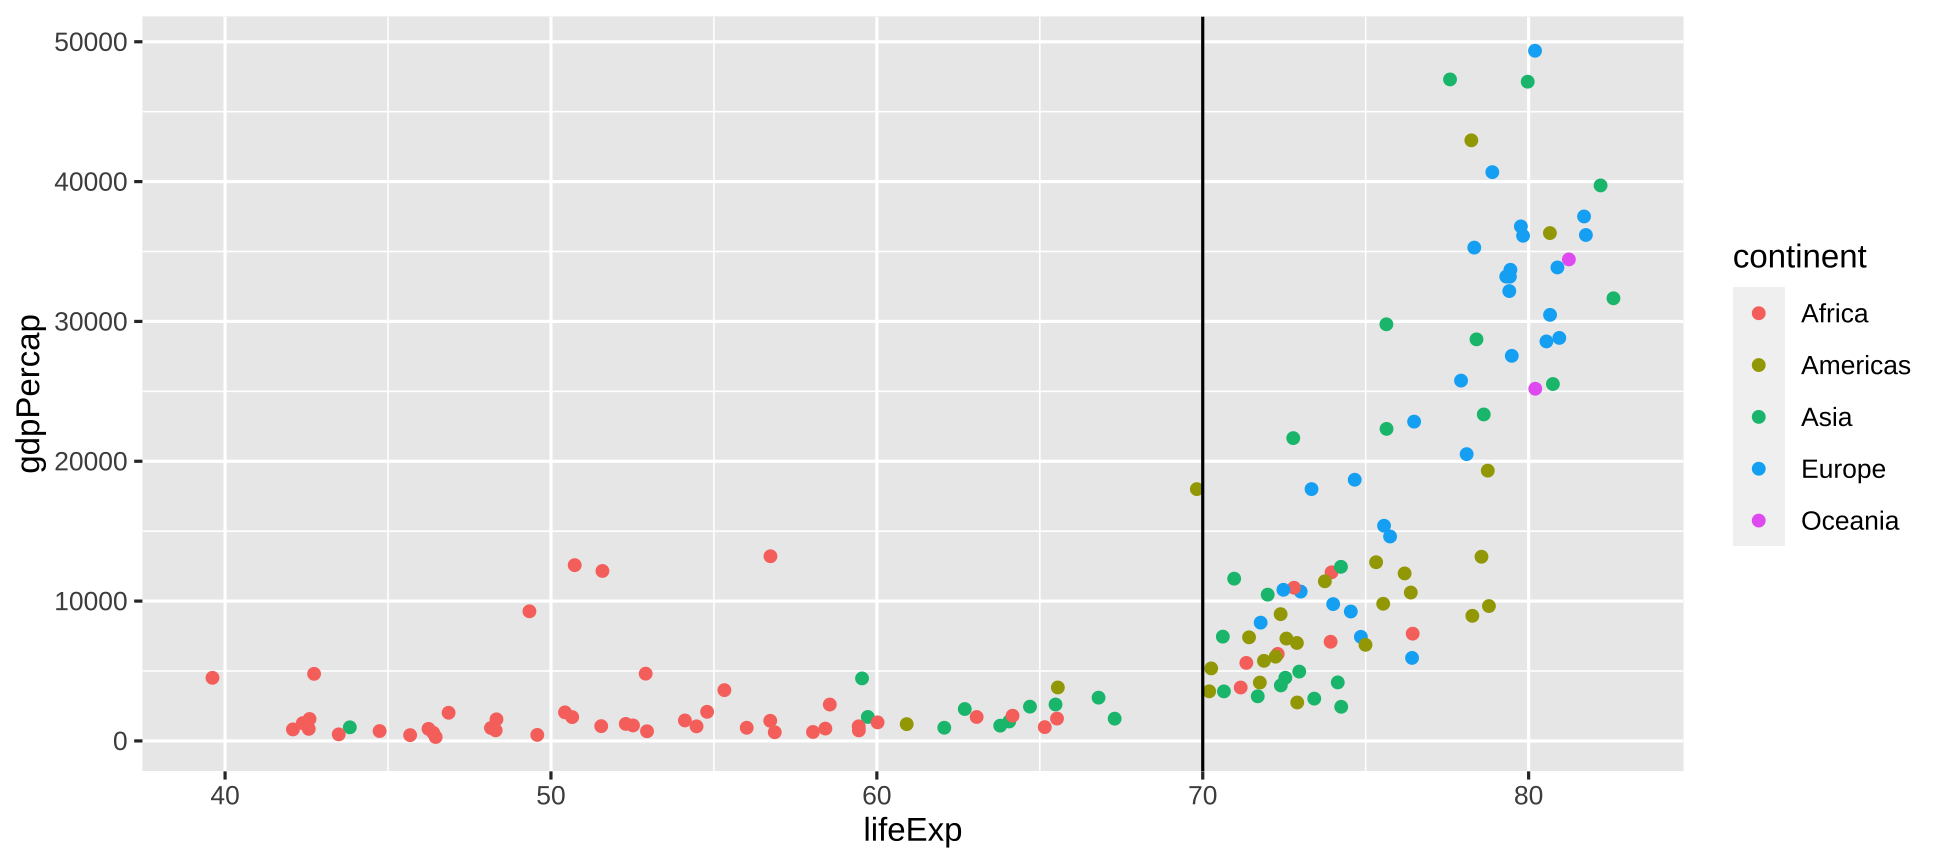 50000
40000
30000
20000
10000
0
gdpPercap
40 50 60 70 80
lifeExp
continent
Africa
Americas
Asia
Europe
Oceania